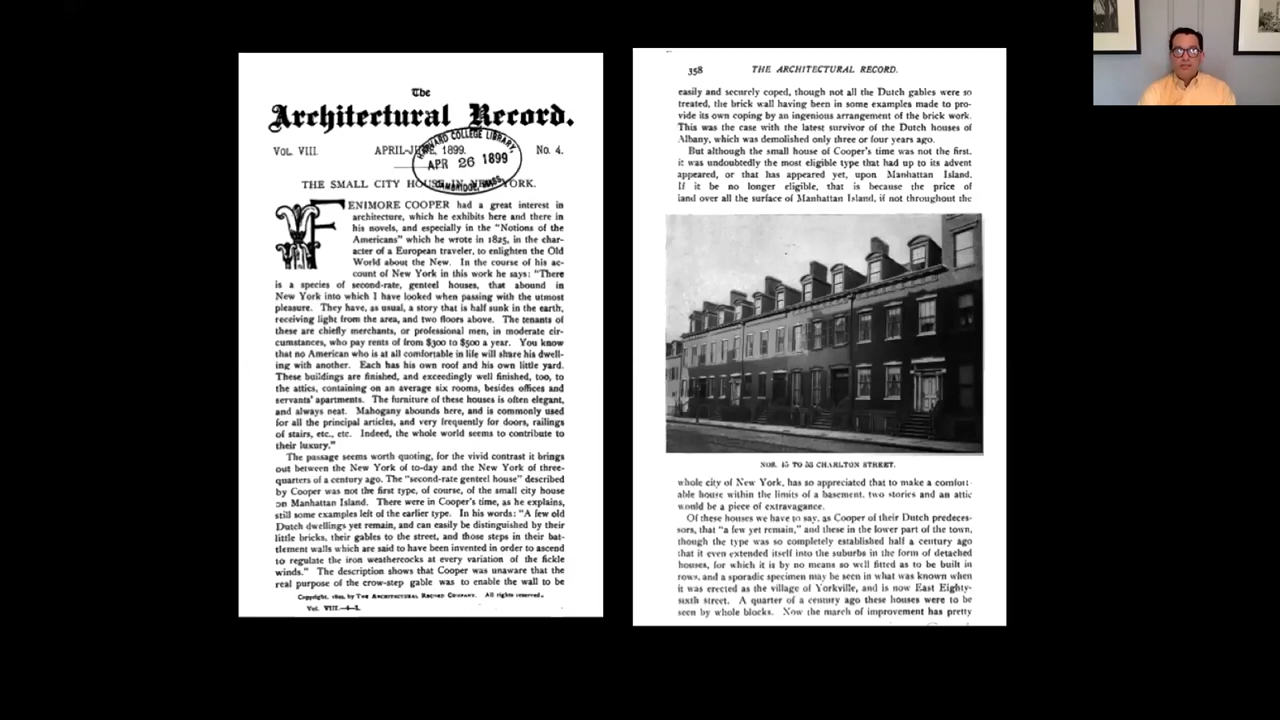 The
Architectural Record.
VOL. VIII. APRIL-JUNE, 1899. No. 4.
HARVARD COLLEGE LIBRARY,
APR 26 1899
CAMBRIDGE, MASS.
THE SMALL CITY HOUSE IN NEW YORK.
FENIMORE COOPER had a great interest in
architecture, which he exhibits here and there in
his novels, and especially in the "Notions of the
Americans" which he wrote in 1825, in the char-
acter of a European traveler, to enlighten the Old
World about the New. In the course of his ac-
count of New York in this work he says: "There
is a species of second-rate, genteel houses, that abound in
New York into which I have looked when passing with the utmost
pleasure. They have, as usual, a story that is half sunk in the earth,
receiving light from the area, and two floors above. The tenants of
these are chiefly merchants, or professional men, in moderate cir-
cumstances, who pay rents of from $300 to $500 a year. You know
that no American who is at all comfortable in life will share his dwell-
ing with another. Each has his own roof and his own little yard.
These buildings are finished, and exceedingly well finished, too, to
the attics, containing on an average six rooms, besides offices and
servants' apartments. The furniture of these houses is often elegant,
and always neat. Mahogany abounds here, and is commonly used
for all the principal articles, and very frequently for doors, railings
of stairs, etc., etc. Indeed, the whole world seems to contribute to
their luxury."
The passage seems worth quoting, for the vivid contrast it brings
out between the New York of to-day and the New York of three-
quarters of a century ago. The "second-rate genteel house" described
by Cooper was not the first type, of course, of the small city house
on Manhattan Island. There were in Cooper's time, as he explains,
still some examples left of the earlier type. In his words: "A few old
Dutch dwellings yet remain, and can easily be distinguished by their
little bricks, their gables to the street, and those steps in their bat-
tlement walls which are said to have been invented in order to ascend
to regulate the iron weathercocks at every variation of the fickle
winds." The description shows that Cooper was unaware that the
real purpose of the crow-step gable was to enable the wall to be
Copyright, 1899, by THE ARCHITECTURAL RECORD COMPANY. All rights reserved.
Vol. VIII.—4—1.
358 THE ARCHITECTURAL RECORD.
easily and securely coped, though not all the Dutch gables were so
treated, the brick wall having been in some examples made to pro-
vide its own coping by an ingenious arrangement of the brick work.
This was the case with the latest survivor of the Dutch houses of
Albany, which was demolished only three or four years ago.
But although the small house of Cooper's time was not the first,
it was undoubtedly the most eligible type that had up to its advent
appeared, or that has appeared yet, upon Manhattan Island.
If it be no longer eligible, that is because the price of
land over all the surface of Manhattan Island, if not throughout the
NOS. TO CHARLTON STREET.
whole city of New York, has so appreciated that to make a comfort-
able house within the limits of a basement, two stories and an attic
would be a piece of extravagance.
Of these houses we have to say, as Cooper of their Dutch predeces-
sors, that "a few yet remain," and these in the lower part of the town,
though the type was so completely established half a century ago
that it even extended itself into the suburbs in the form of detached
houses, for which it is by no means so well fitted as to be built in
rows, and a sporadic specimen may be seen in what was known when
it was erected as the village of Yorkville, and is now East Eighty-
sixth street. A quarter of a century ago these houses were to be
seen by whole blocks. Now the march of improvement has pretty